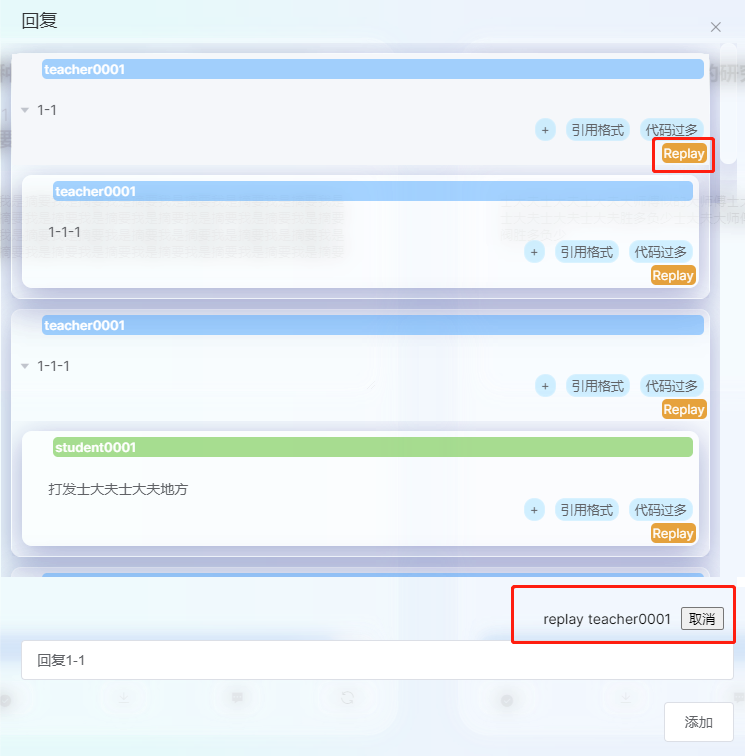 回复
teacher0001
1-1
+ 引用格式 代码过多
Replay
teacher0001
1-1-1
+ 引用格式 代码过多
Replay
teacher0001
1-1-1
+ 引用格式 代码过多
Replay
student0001
打发士大夫士大夫地方
+ 引用格式 代码过多
Replay
replay teacher0001 取消
回复1-1
添加